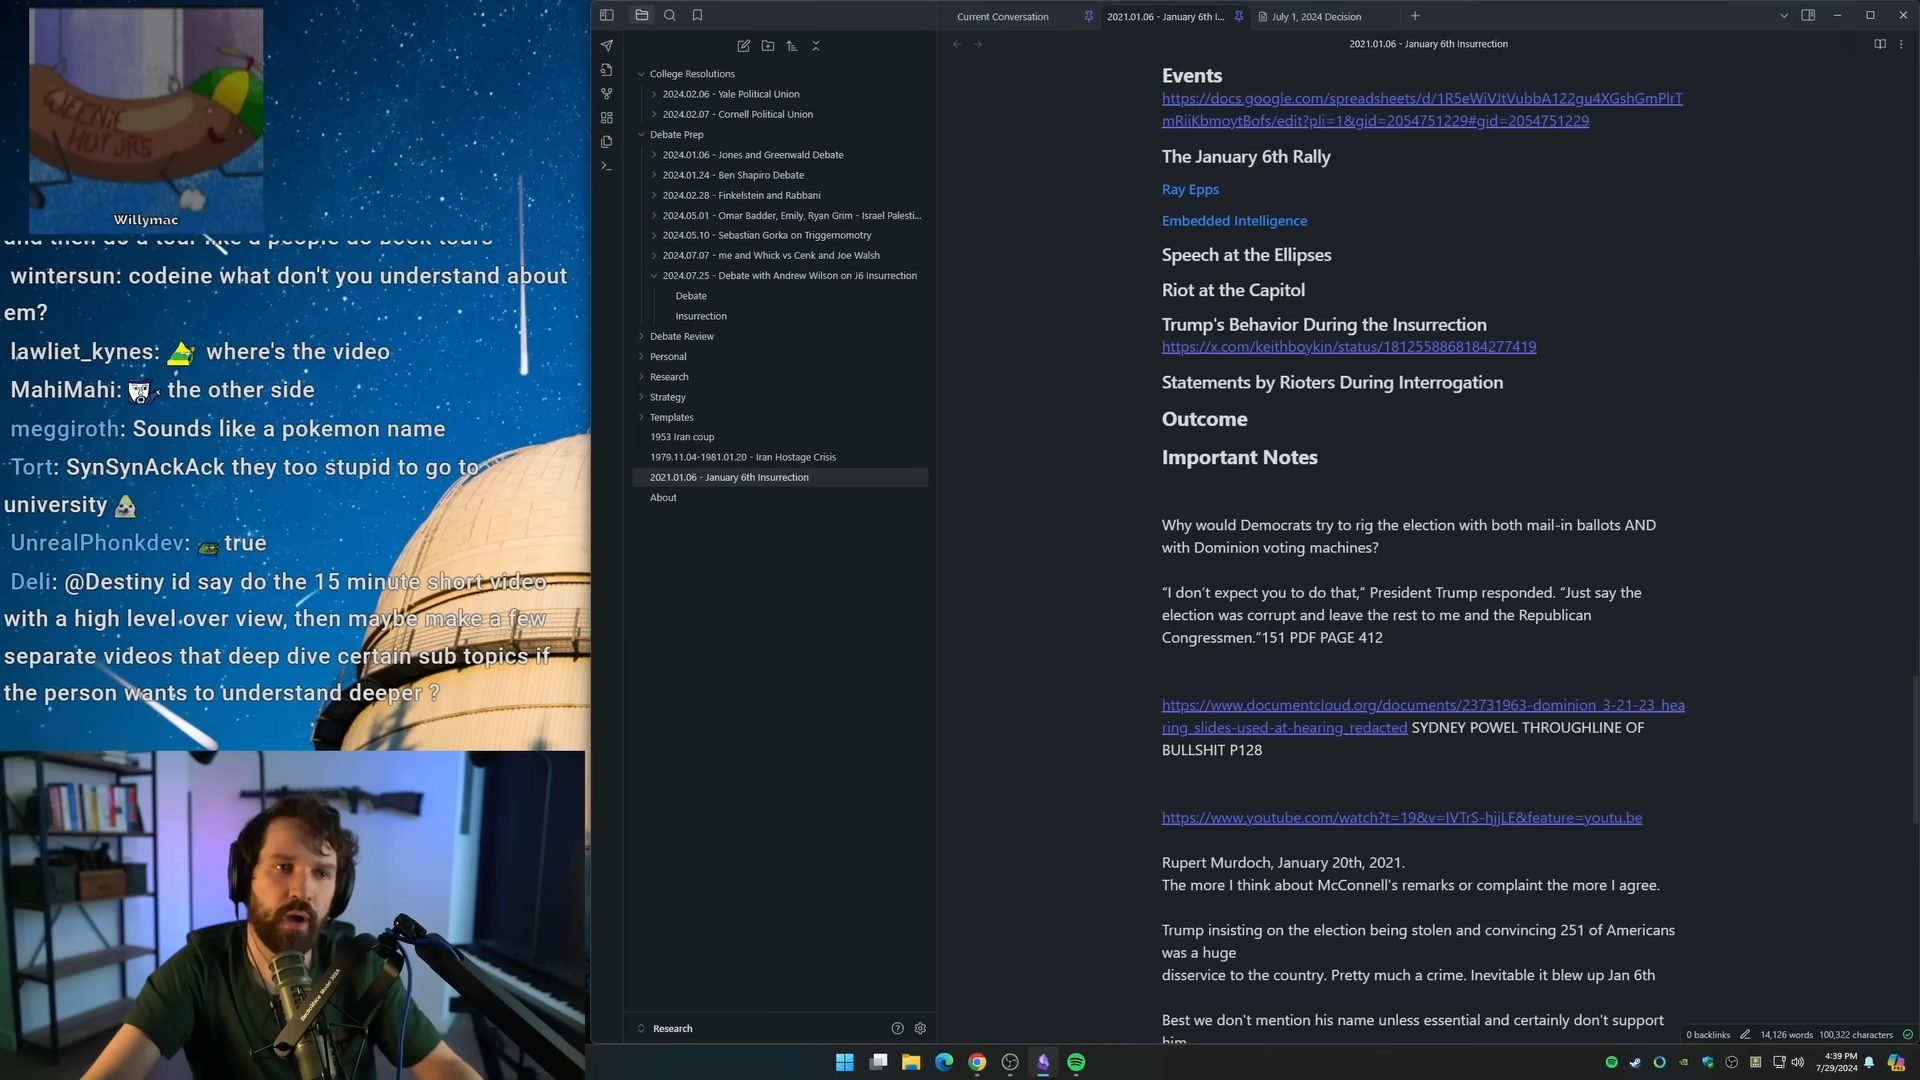 WEENIE
HUT JRS
Willymac
and then do a tour like a people do book tours
wintersun: codeine what don't you understand about
em?
lawliet_kynes: where's the video
MahiMahi: the other side
meggiroth: Sounds like a pokemon name
Tort: SynSynAckAck they too stupid to go to
university
UnrealPhonkdev: true
Deli: @Destiny id say do the 15 minute short video
with a high level over view, then maybe make a few
separate videos that deep dive certain sub topics if
the person wants to understand deeper ?
College Resolutions
2024.02.06 - Yale Political Union
2024.02.07 - Cornell Political Union
Debate Prep
2024.01.06 - Jones and Greenwald Debate
2024.01.24 - Ben Shapiro Debate
2024.02.28 - Finkelstein and Rabbani
2024.05.01 - Omar Badder, Emily, Ryan Grim - Israel Palesti...
2024.05.10 - Sebastian Gorka on Triggernomotry
2024.07.07 - me and Whick vs Cenk and Joe Walsh
2024.07.25 - Debate with Andrew Wilson on J6 Insurrection
Debate
Insurrection
Debate Review
Personal
Research
Strategy
Templates
1953 Iran coup
1979.11.04-1981.01.20 - Iran Hostage Crisis
2021.01.06 - January 6th Insurrection
About
Research
Current Conversation
2021.01.06 - January 6th I...
July 1, 2024 Decision
2021.01.06 - January 6th Insurrection
Events
https://docs.google.com/spreadsheets/d/1R5eWiVJtVubbA122gu4XGshGmPlrT
mRiiKbmoytBofs/edit?pli=1&gid=2054751229#gid=2054751229
The January 6th Rally
Ray Epps
Embedded Intelligence
Speech at the Ellipses
Riot at the Capitol
Trump's Behavior During the Insurrection
https://x.com/keithboykin/status/1812558868184277419
Statements by Rioters During Interrogation
Outcome
Important Notes
Why would Democrats try to rig the election with both mail-in ballots AND
with Dominion voting machines?
“I don’t expect you to do that,” President Trump responded. “Just say the
election was corrupt and leave the rest to me and the Republican
Congressmen.”151 PDF PAGE 412
https://www.documentcloud.org/documents/23731963-dominion_3-21-23_hea
ring_slides-used-at-hearing_redacted SYDNEY POWEL THROUGHLINE OF
BULLSHIT P128
https://www.youtube.com/watch?t=19&v=IVTrS-hjjLE&feature=youtu.be
Rupert Murdoch, January 20th, 2021.
The more I think about McConnell's remarks or complaint the more I agree.
Trump insisting on the election being stolen and convincing 251 of Americans
was a huge
disservice to the country. Pretty much a crime. Inevitable it blew up Jan 6th
Best we don't mention his name unless essential and certainly don't support
him
0 backlinks
14,126 words
100,322 characters
4:39 PM
7/29/2024